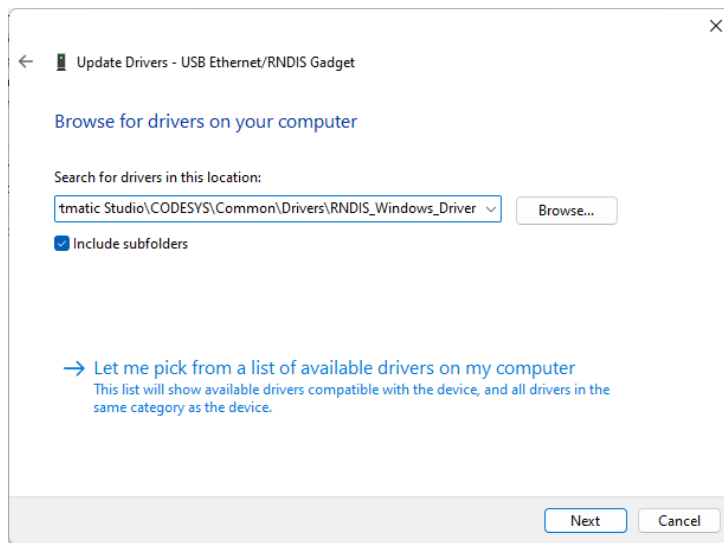 Update Drivers - USB Ethernet/RNDIS Gadget
Browse for drivers on your computer
Search for drivers in this location:
tmatic Studio\CODESYS\Common\Drivers\RNDIS_Windows_Driver
Browse...
Include subfolders
Let me pick from a list of available drivers on my computer
This list will show available drivers compatible with the device, and all drivers in the
same category as the device.
Next
Cancel